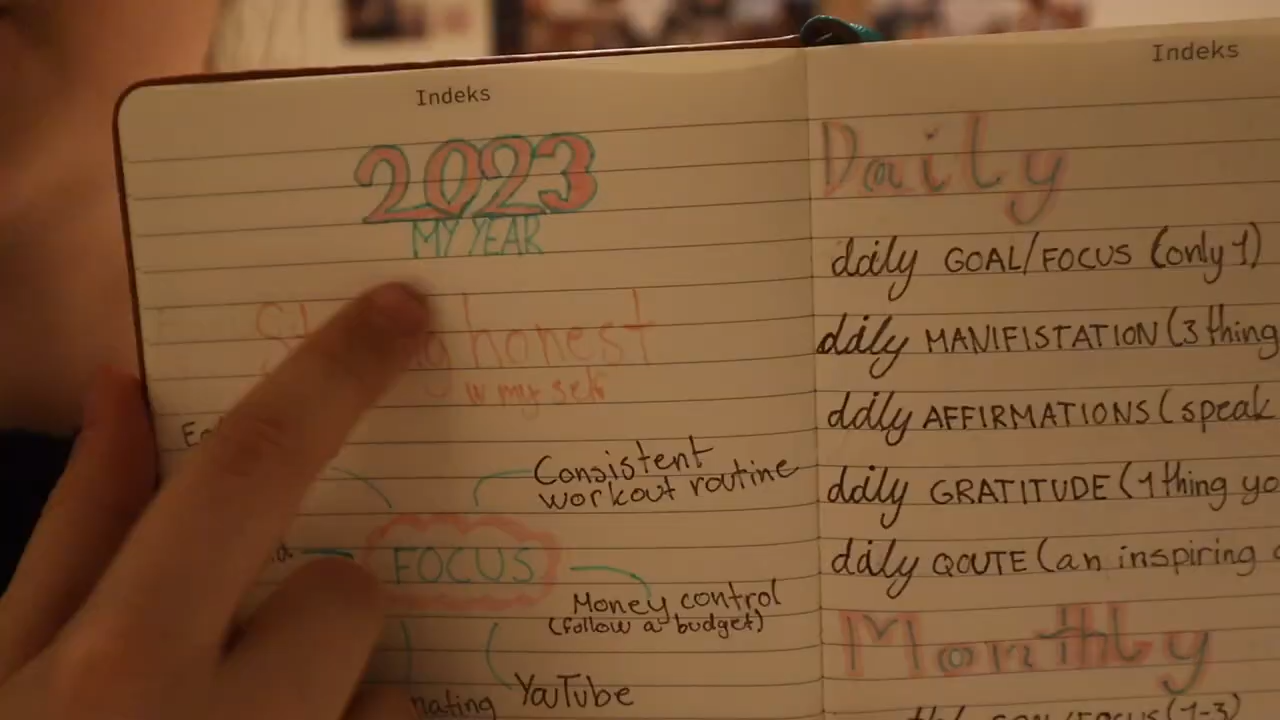 Indeks
2023
MY YEAR
honest
w my self
Consistent
workout routine
FOCUS
Money control
(follow a budget)
YouTube
Indeks
Daily
daily GOAL/FOCUS (only 1)
daily MANIFISTATION (3 thing
daily AFFIRMATIONS (speak
daily GRATITUDE (1 thing yo
daily QOUTE (an inspiring
Monthly
(1-3)